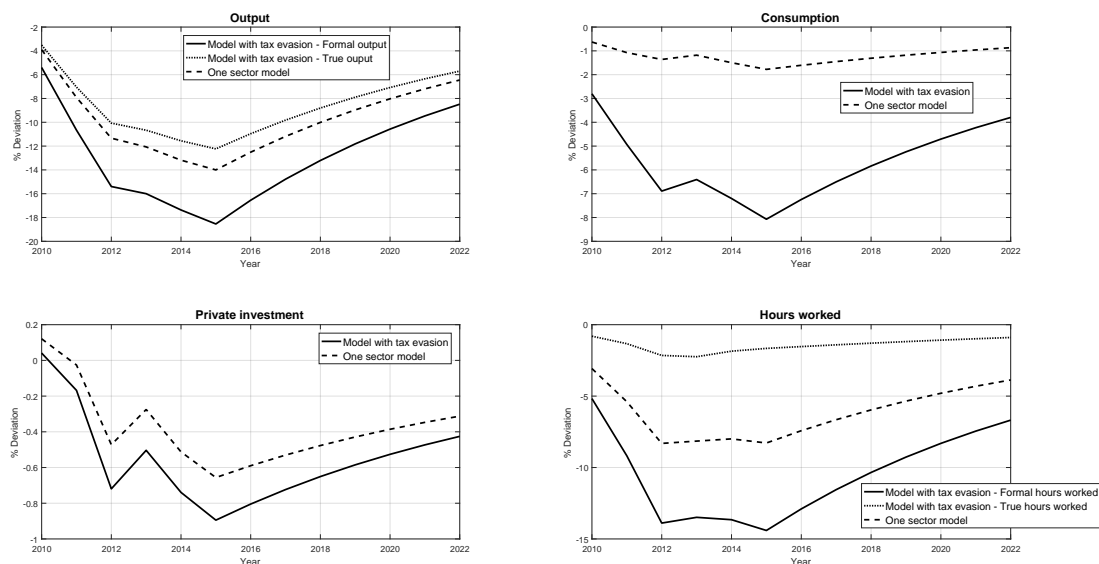 Output
-2
-4
-6
-8
-10
-12
-14
-16
-18
-20
% Deviation
Model with tax evasion - Formal output
Model with tax evasion - True ouput
One sector model
2010 2012 2014 2016 2018 2020 2022
Year
Consumption
0
-1
-2
-3
-4
-5
-6
-7
-8
-9
% Deviation
Model with tax evasion
One sector model
2010 2012 2014 2016 2018 2020 2022
Year
Private investment
0.2
0
-0.2
-0.4
-0.6
-0.8
-1
% Deviation
Model with tax evasion
One sector model
2010 2012 2014 2016 2018 2020 2022
Year
Hours worked
0
-5
-10
-15
% Deviation
Model with tax evasion - Formal hours worked
Model with tax evasion - True hours worked
One sector model
2010 2012 2014 2016 2018 2020 2022
Year